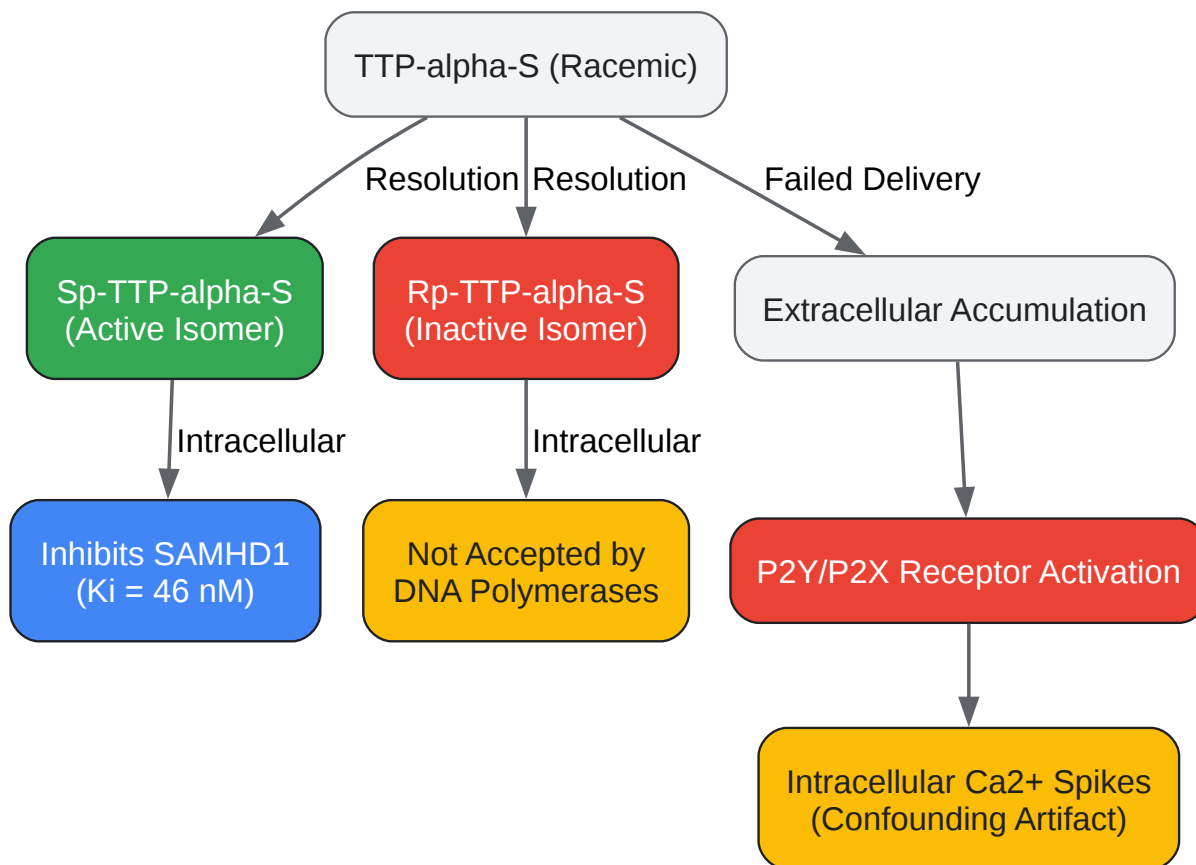 TTP-alpha-S (Racemic)
Resolution
Resolution
Failed Delivery
Sp-TTP-alpha-S
(Active Isomer)
Rp-TTP-alpha-S
(Inactive Isomer)
Extracellular Accumulation
Intracellular
Intracellular
Inhibits SAMHD1
(Ki = 46 nM)
Not Accepted by
DNA Polymerases
P2Y/P2X Receptor Activation
Intracellular Ca2+ Spikes
(Confounding Artifact)